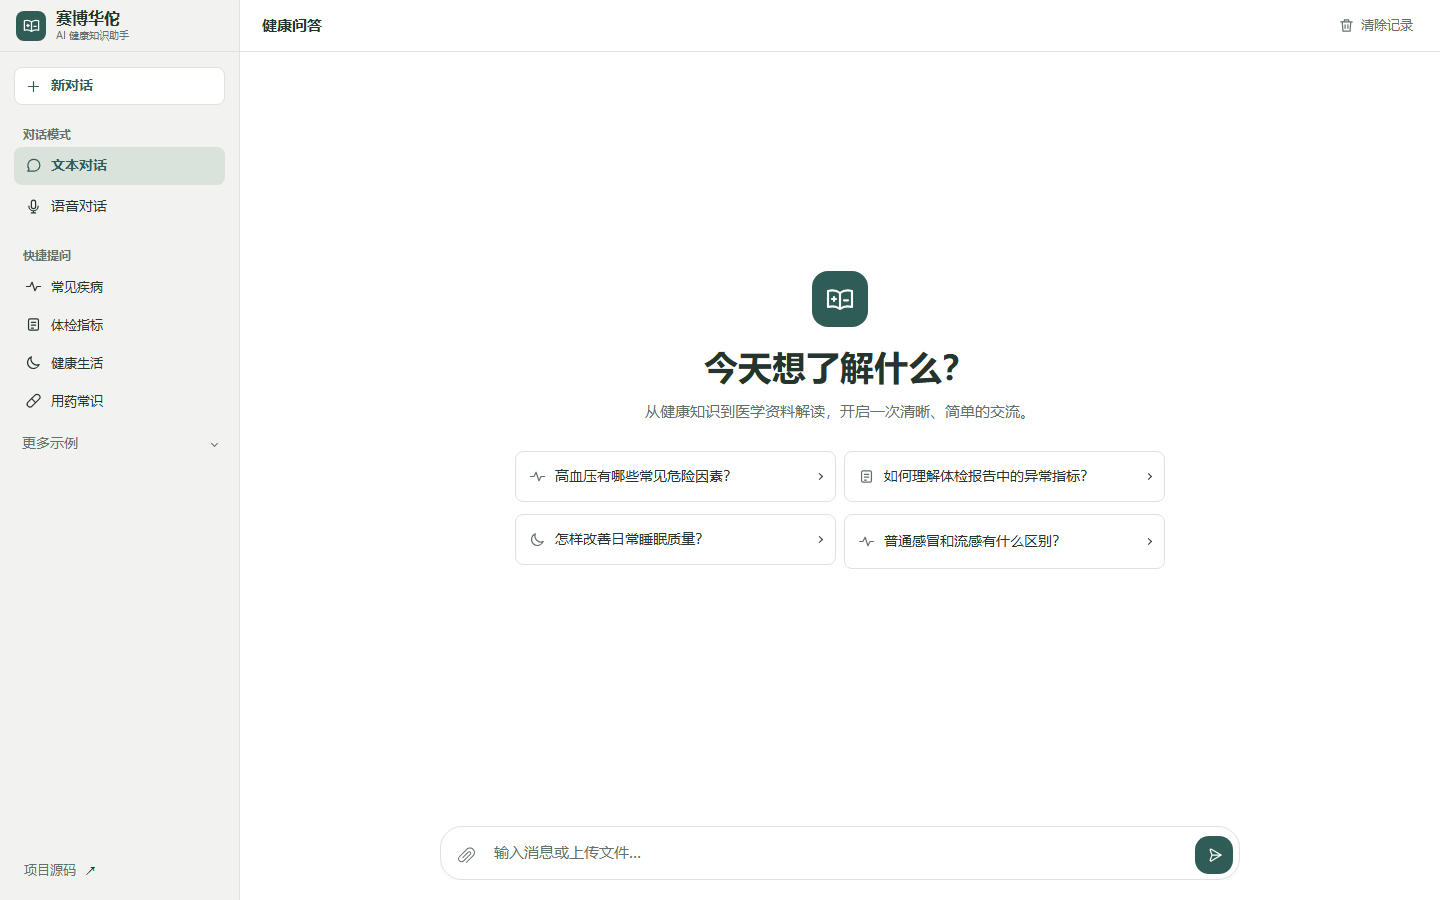 赛博华佗
AI 健康知识助手
新对话
对话模式
文本对话
语音对话
快捷提问
常见疾病
体检指标
健康生活
用药常识
更多示例
项目源码
健康问答
清除记录
今天想了解什么？
从健康知识到医学资料解读，开启一次清晰、简单的交流。
高血压有哪些常见危险因素？
如何理解体检报告中的异常指标？
怎样改善日常睡眠质量？
普通感冒和流感有什么区别？
输入消息或上传文件...